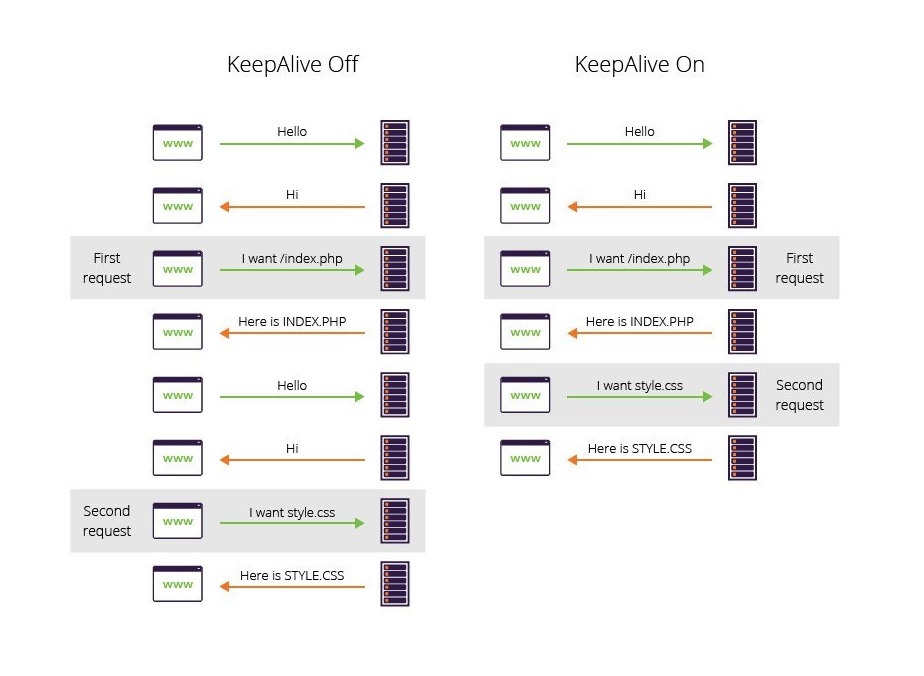 KeepAlive Off
Hello
www
Hi
www
First
request
I want /index.php
www
Here is INDEX.PHP
www
Hello
www
Hi
www
Second
request
I want style.css
www
Here is STYLE.CSS
www
KeepAlive On
Hello
www
Hi
www
I want /index.php
www
First
request
Here is INDEX.PHP
www
I want style.css
www
Second
request
Here is STYLE.CSS
www